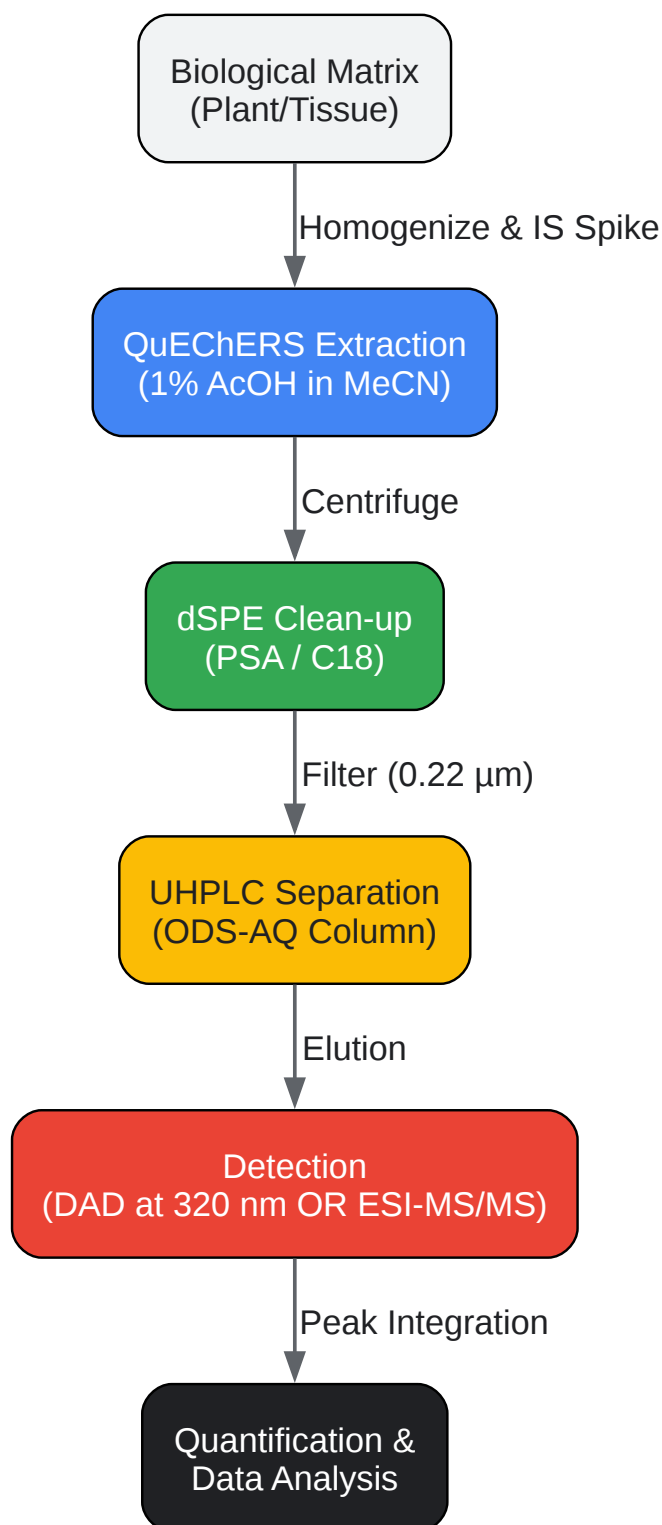 Biological Matrix
(Plant/Tissue)
Homogenize & IS Spike
QuEChERS Extraction
(1% AcOH in MeCN)
Centrifuge
dSPE Clean-up
(PSA / C18)
Filter (0.22 µm)
UHPLC Separation
(ODS-AQ Column)
Elution
Detection
(DAD at 320 nm OR ESI-MS/MS)
Peak Integration
Quantification &
Data Analysis